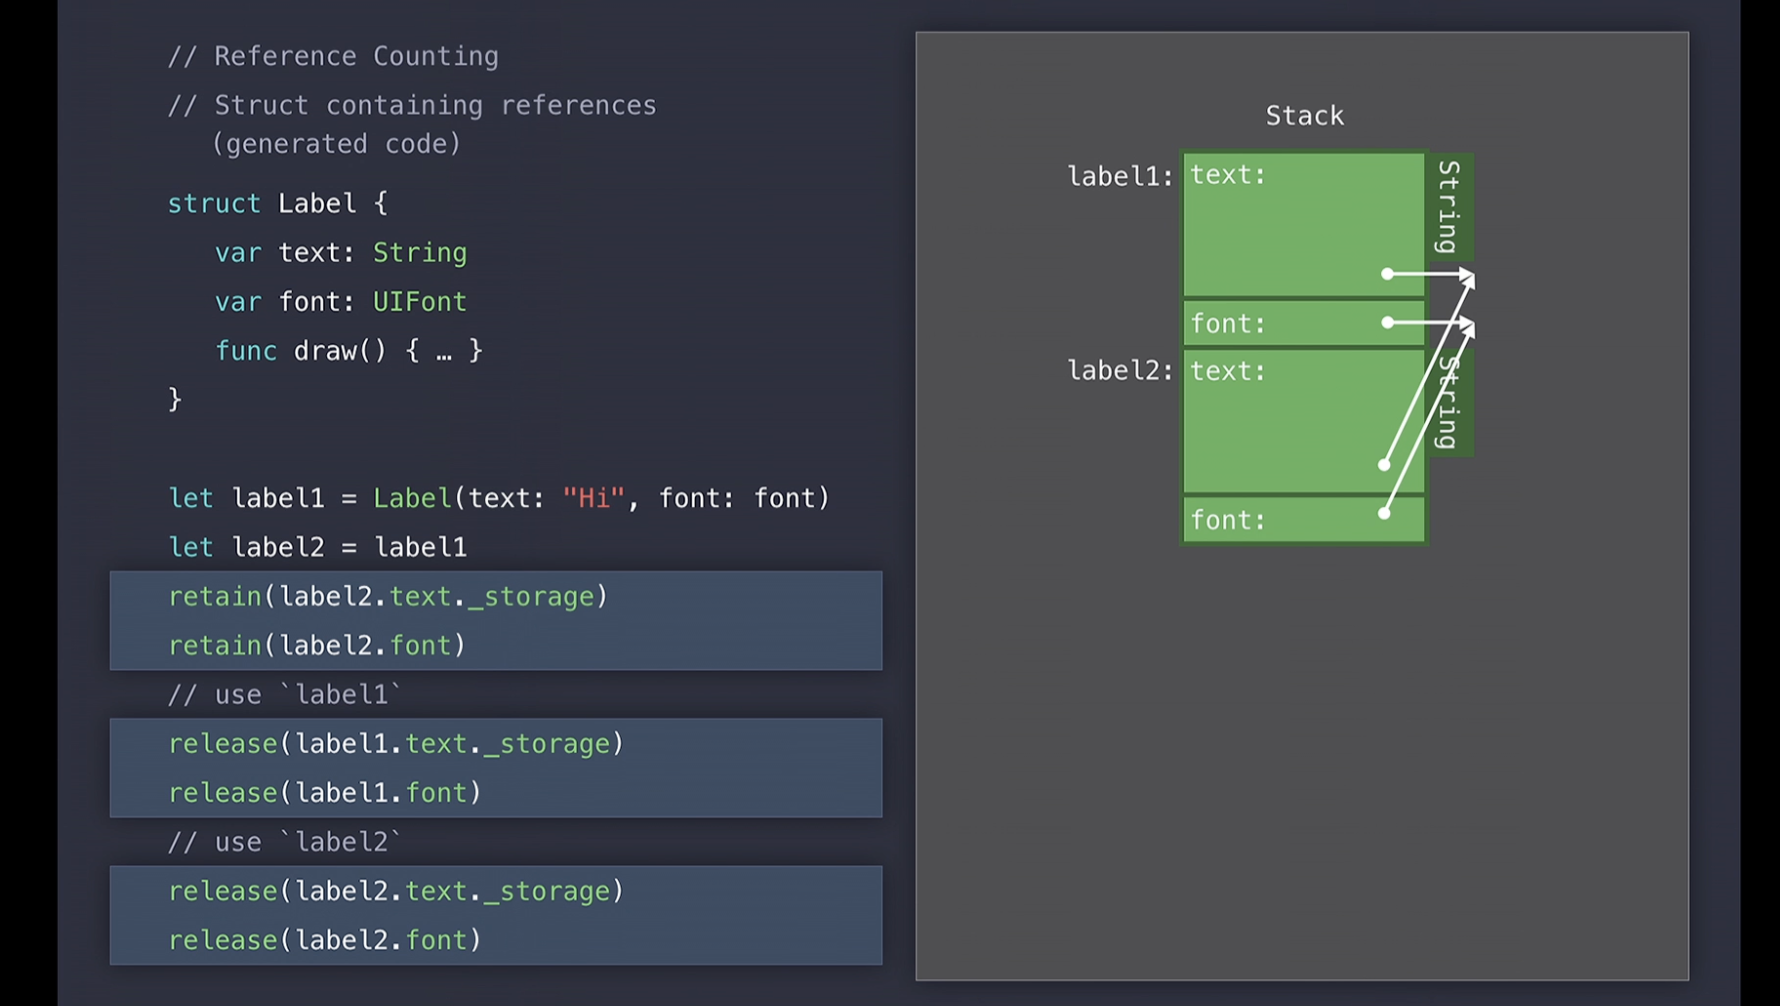 // Reference Counting
// Struct containing references
(generated code)
struct Label {
var text: String
var font: UIFont
func draw() { … }
}
let label1 = Label(text: "Hi", font: font)
let label2 = label1
retain(label2.text._storage)
retain(label2.font)
// use `label1`
release(label1.text._storage)
release(label1.font)
// use `label2`
release(label2.text._storage)
release(label2.font)
Stack
label1: text: String
font:
label2: text: String
font: